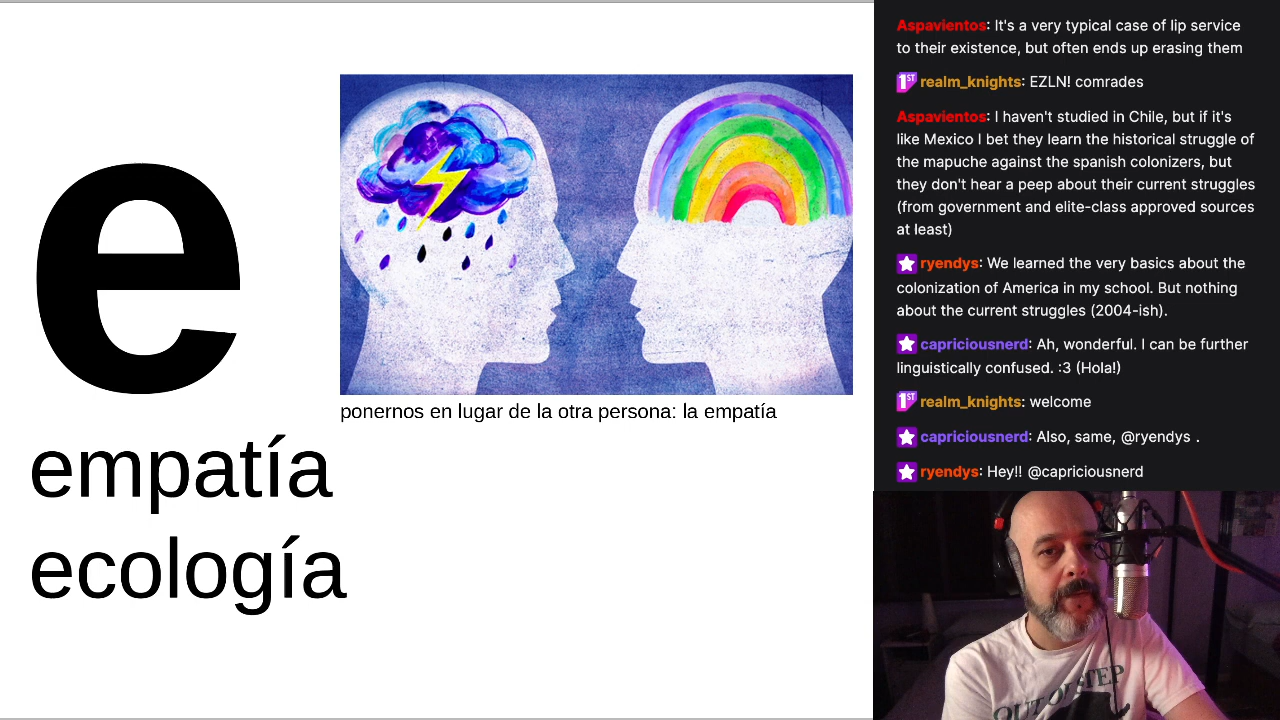 e
empatía
ecología
ponernos en lugar de la otra persona: la empatía
Aspavientos: It's a very typical case of lip service
to their existence, but often ends up erasing them
1ST realm_knights: EZLN! comrades
Aspavientos: I haven't studied in Chile, but if it's
like Mexico I bet they learn the historical struggle of
the mapuche against the spanish colonizers, but
they don't hear a peep about their current struggles
(from government and elite-class approved sources
at least)
ryendys: We learned the very basics about the
colonization of America in my school. But nothing
about the current struggles (2004-ish).
capriciousnerd: Ah, wonderful. I can be further
linguistically confused. :3 (Hola!)
1ST realm_knights: welcome
capriciousnerd: Also, same, @ryendys .
ryendys: Hey!! @capriciousnerd
OUT OF STEP